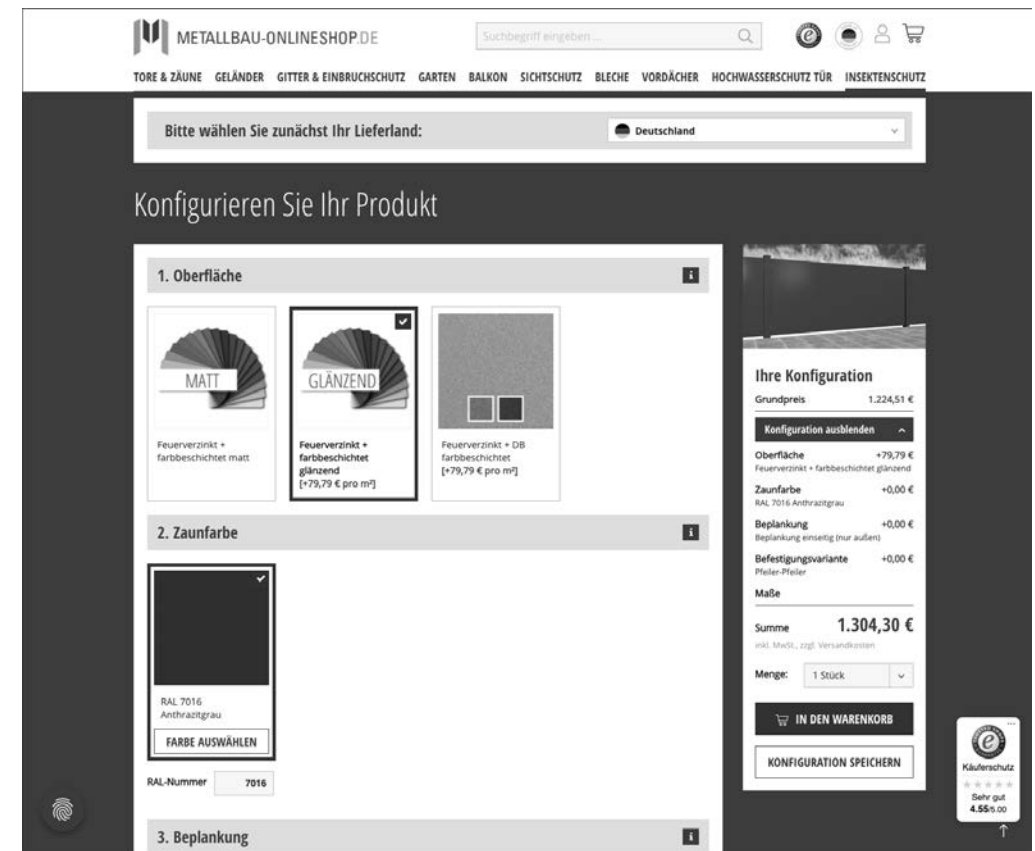 METALLBAU-ONLINESHOP.DE
Suchbegriff eingeben ...
TORE & ZÄUNE GELÄNDER GITTER & EINBRUCHSCHUTZ GARTEN BALKON SICHTSCHUTZ BLECHE VORDÄCHER HOCHWASSERSCHUTZ TÜR INSEKTENSCHUTZ
Bitte wählen Sie zunächst Ihr Lieferland:
Deutschland
Konfigurieren Sie Ihr Produkt
1. Oberfläche
MATT
Feuerverzinkt +
farbbeschichtet matt
GLÄNZEND
Feuerverzinkt +
farbbeschichtet
glänzend
[+79,79 € pro m²]
Feuerverzinkt + DB
farbbeschichtet
[+79,79 € pro m²]
2. Zaunfarbe
RAL 7016
Anthrazitgrau
FARBE AUSWÄHLEN
RAL-Nummer 7016
3. Beplankung
Ihre Konfiguration
Grundpreis 1.224,51 €
Konfiguration ausblenden
Oberfläche +79,79 €
Feuerverzinkt + farbbeschichtet glänzend
Zaunfarbe +0,00 €
RAL 7016 Anthrazitgrau
Beplankung +0,00 €
Beplankung einseitig (nur außen)
Befestigungsvariante +0,00 €
Pfeiler-Pfeiler
Maße
Summe 1.304,30 €
inkl. MwSt., zzgl. Versandkosten
Menge: 1 Stück
IN DEN WARENKORB
KONFIGURATION SPEICHERN
Käuferschutz
Sehr gut
4.55/5.00